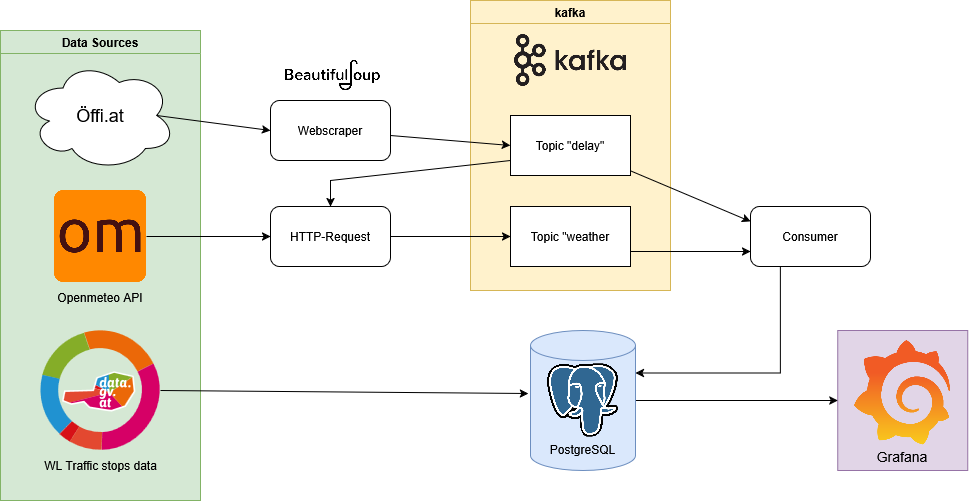 Data Sources
kafka
Öffi.at
BeautifulSoup
kafka
Webscraper
Topic "delay"
om
HTTP-Request
Topic "weather
Consumer
Openmeteo API
data.
gv.
at
WL Traffic stops data
PostgreSQL
Grafana